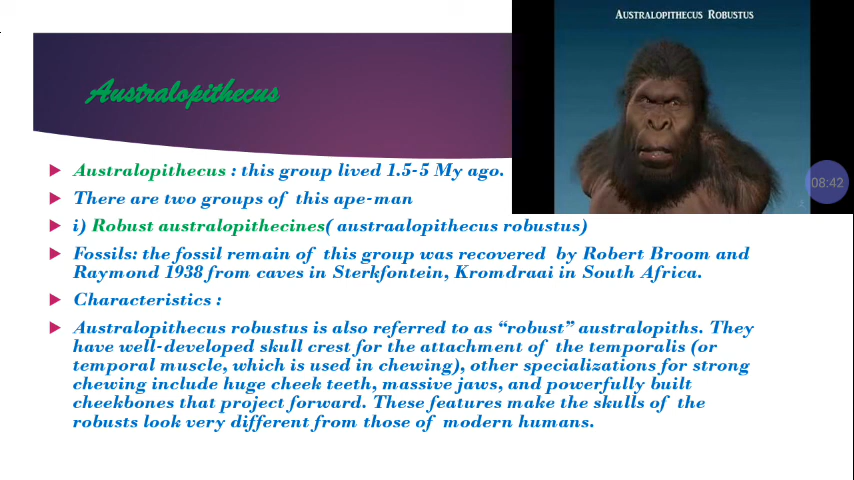 Australopithecus Robustus
Australopithecus
Australopithecus : this group lived 1.5-5 My ago.
08:42
There are two groups of this ape-man
i) Robust australopithecines( austraalopithecus robustus)
Fossils: the fossil remain of this group was recovered by Robert Broom and
Raymond 1938 from caves in Sterkfontein, Kromdraai in South Africa.
Characteristics :
Australopithecus robustus is also referred to as “robust” australopiths. They
have well-developed skull crest for the attachment of the temporalis (or
temporal muscle, which is used in chewing), other specializations for strong
chewing include huge cheek teeth, massive jaws, and powerfully built
cheekbones that project forward. These features make the skulls of the
robusts look very different from those of modern humans.